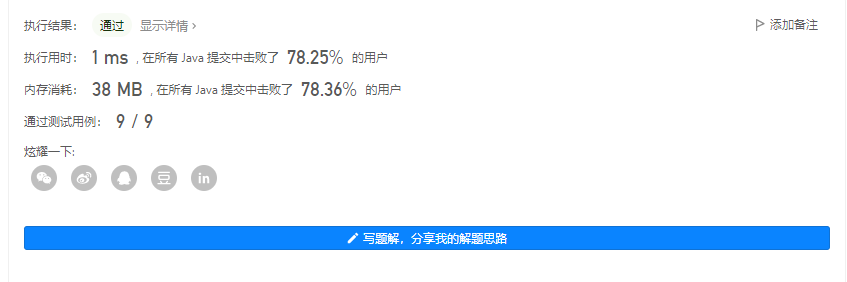 执行结果： 通过 显示详情 › 添加备注
执行用时： 1 ms , 在所有 Java 提交中击败了 78.25% 的用户
内存消耗： 38 MB , 在所有 Java 提交中击败了 78.36% 的用户
通过测试用例： 9 / 9
炫耀一下:
豆 in
写题解，分享我的解题思路